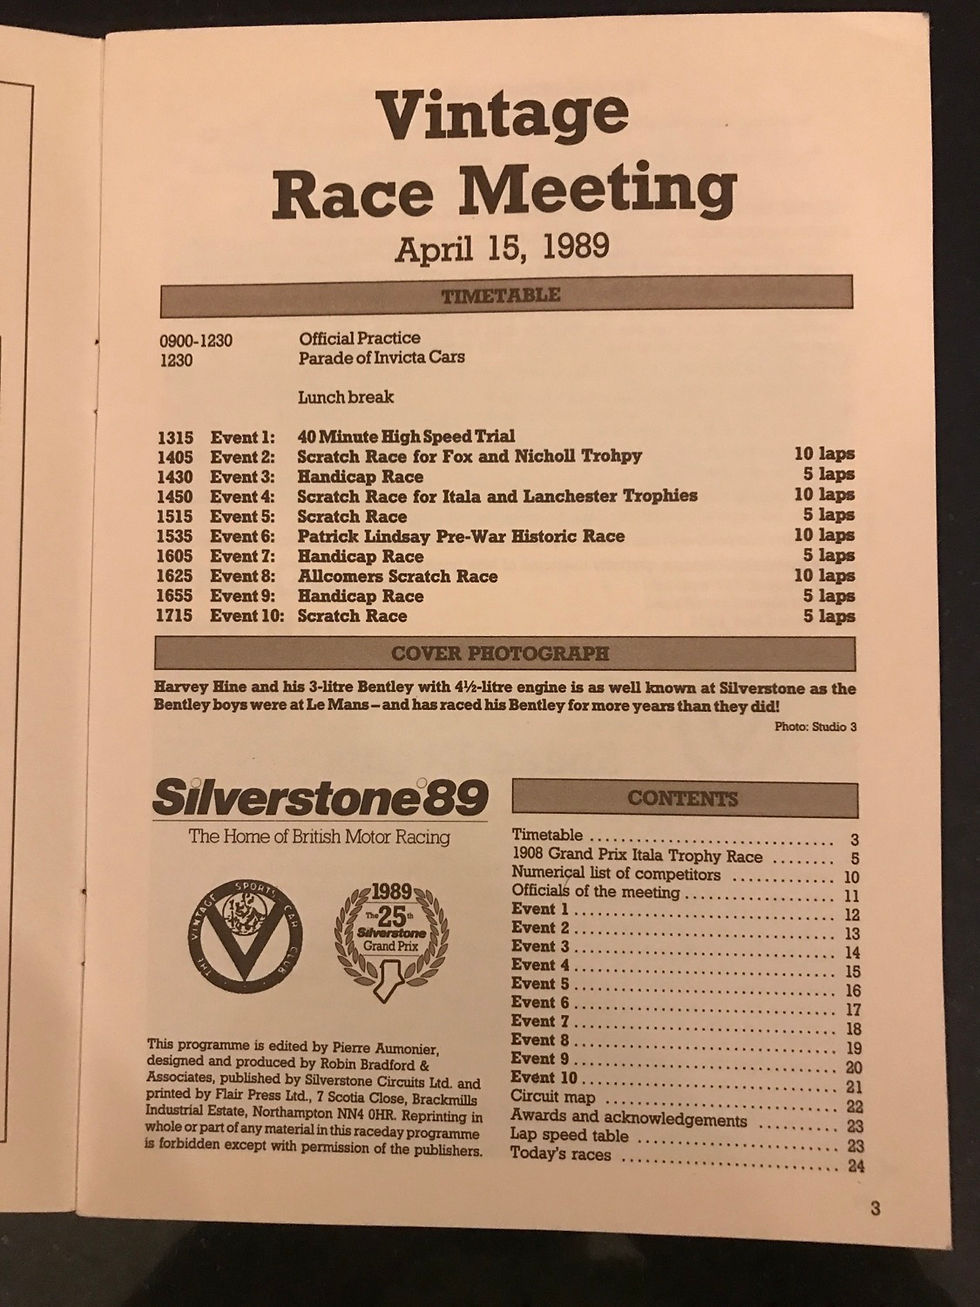 Vintage
Race Meeting
April 15, 1989
TIMETABLE
0900-1230 Official Practice
1230 Parade of Invicta Cars
Lunch break
1315 Event 1: 40 Minute High Speed Trial
1405 Event 2: Scratch Race for Fox and Nicholl Trohpy 10 laps
1430 Event 3: Handicap Race 5 laps
1450 Event 4: Scratch Race for Itala and Lanchester Trophies 10 laps
1515 Event 5: Scratch Race 5 laps
1535 Event 6: Patrick Lindsay Pre-War Historic Race 10 laps
1605 Event 7: Handicap Race 5 laps
1625 Event 8: Allcomers Scratch Race 10 laps
1655 Event 9: Handicap Race 5 laps
1715 Event 10: Scratch Race 5 laps
COVER PHOTOGRAPH
Harvey Hine and his 3-litre Bentley with 4½-litre engine is as well known at Silverstone as the
Bentley boys were at Le Mans – and has raced his Bentley for more years than they did!
Photo: Studio 3
Silverstone '89
The Home of British Motor Racing
THE VINTAGE SPORTS CAR CLUB
1989
The 25th
Silverstone
Grand Prix
This programme is edited by Pierre Aumonier,
designed and produced by Robin Bradford &
Associates, published by Silverstone Circuits Ltd. and
printed by Flair Press Ltd., 7 Scotia Close, Brackmills
Industrial Estate, Northampton NN4 0HR. Reprinting in
whole or part of any material in this raceday programme
is forbidden except with permission of the publishers.
CONTENTS
Timetable 3
1908 Grand Prix Itala Trophy Race 5
Numerical list of competitors 10
Officials of the meeting 11
Event 1 12
Event 2 13
Event 3 14
Event 4 15
Event 5 16
Event 6 17
Event 7 18
Event 8 19
Event 9 20
Event 10 21
Circuit map 22
Awards and acknowledgements 23
Lap speed table 23
Today's races 24
3